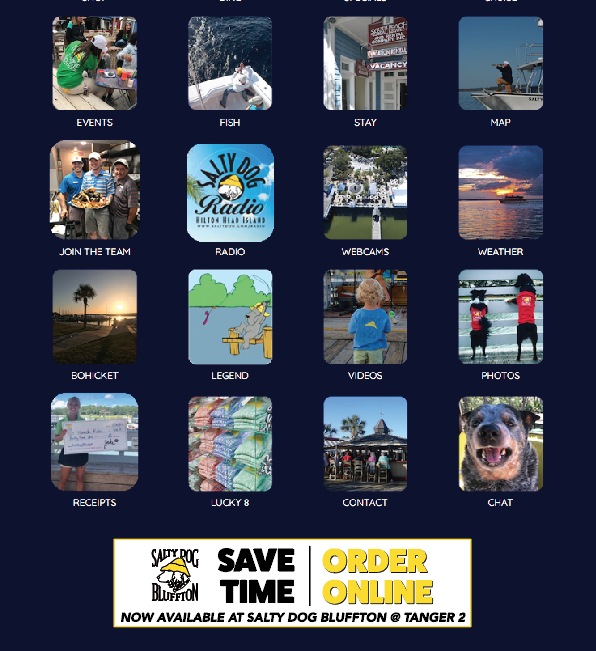 EVENTS
FISH
STAY
MAP
VACANCY
JOIN THE TEAM
RADIO
WEBCAMS
WEATHER
SALTY DOG
Radio
HILTON HEAD ISLAND
BOHICKET
LEGEND
VIDEOS
PHOTOS
RECEIPTS
LUCKY 8
CONTACT
CHAT
SALTY DOG
BLUFFTON
SAVE
TIME
ORDER
ONLINE
NOW AVAILABLE AT SALTY DOG BLUFFTON @ TANGER 2